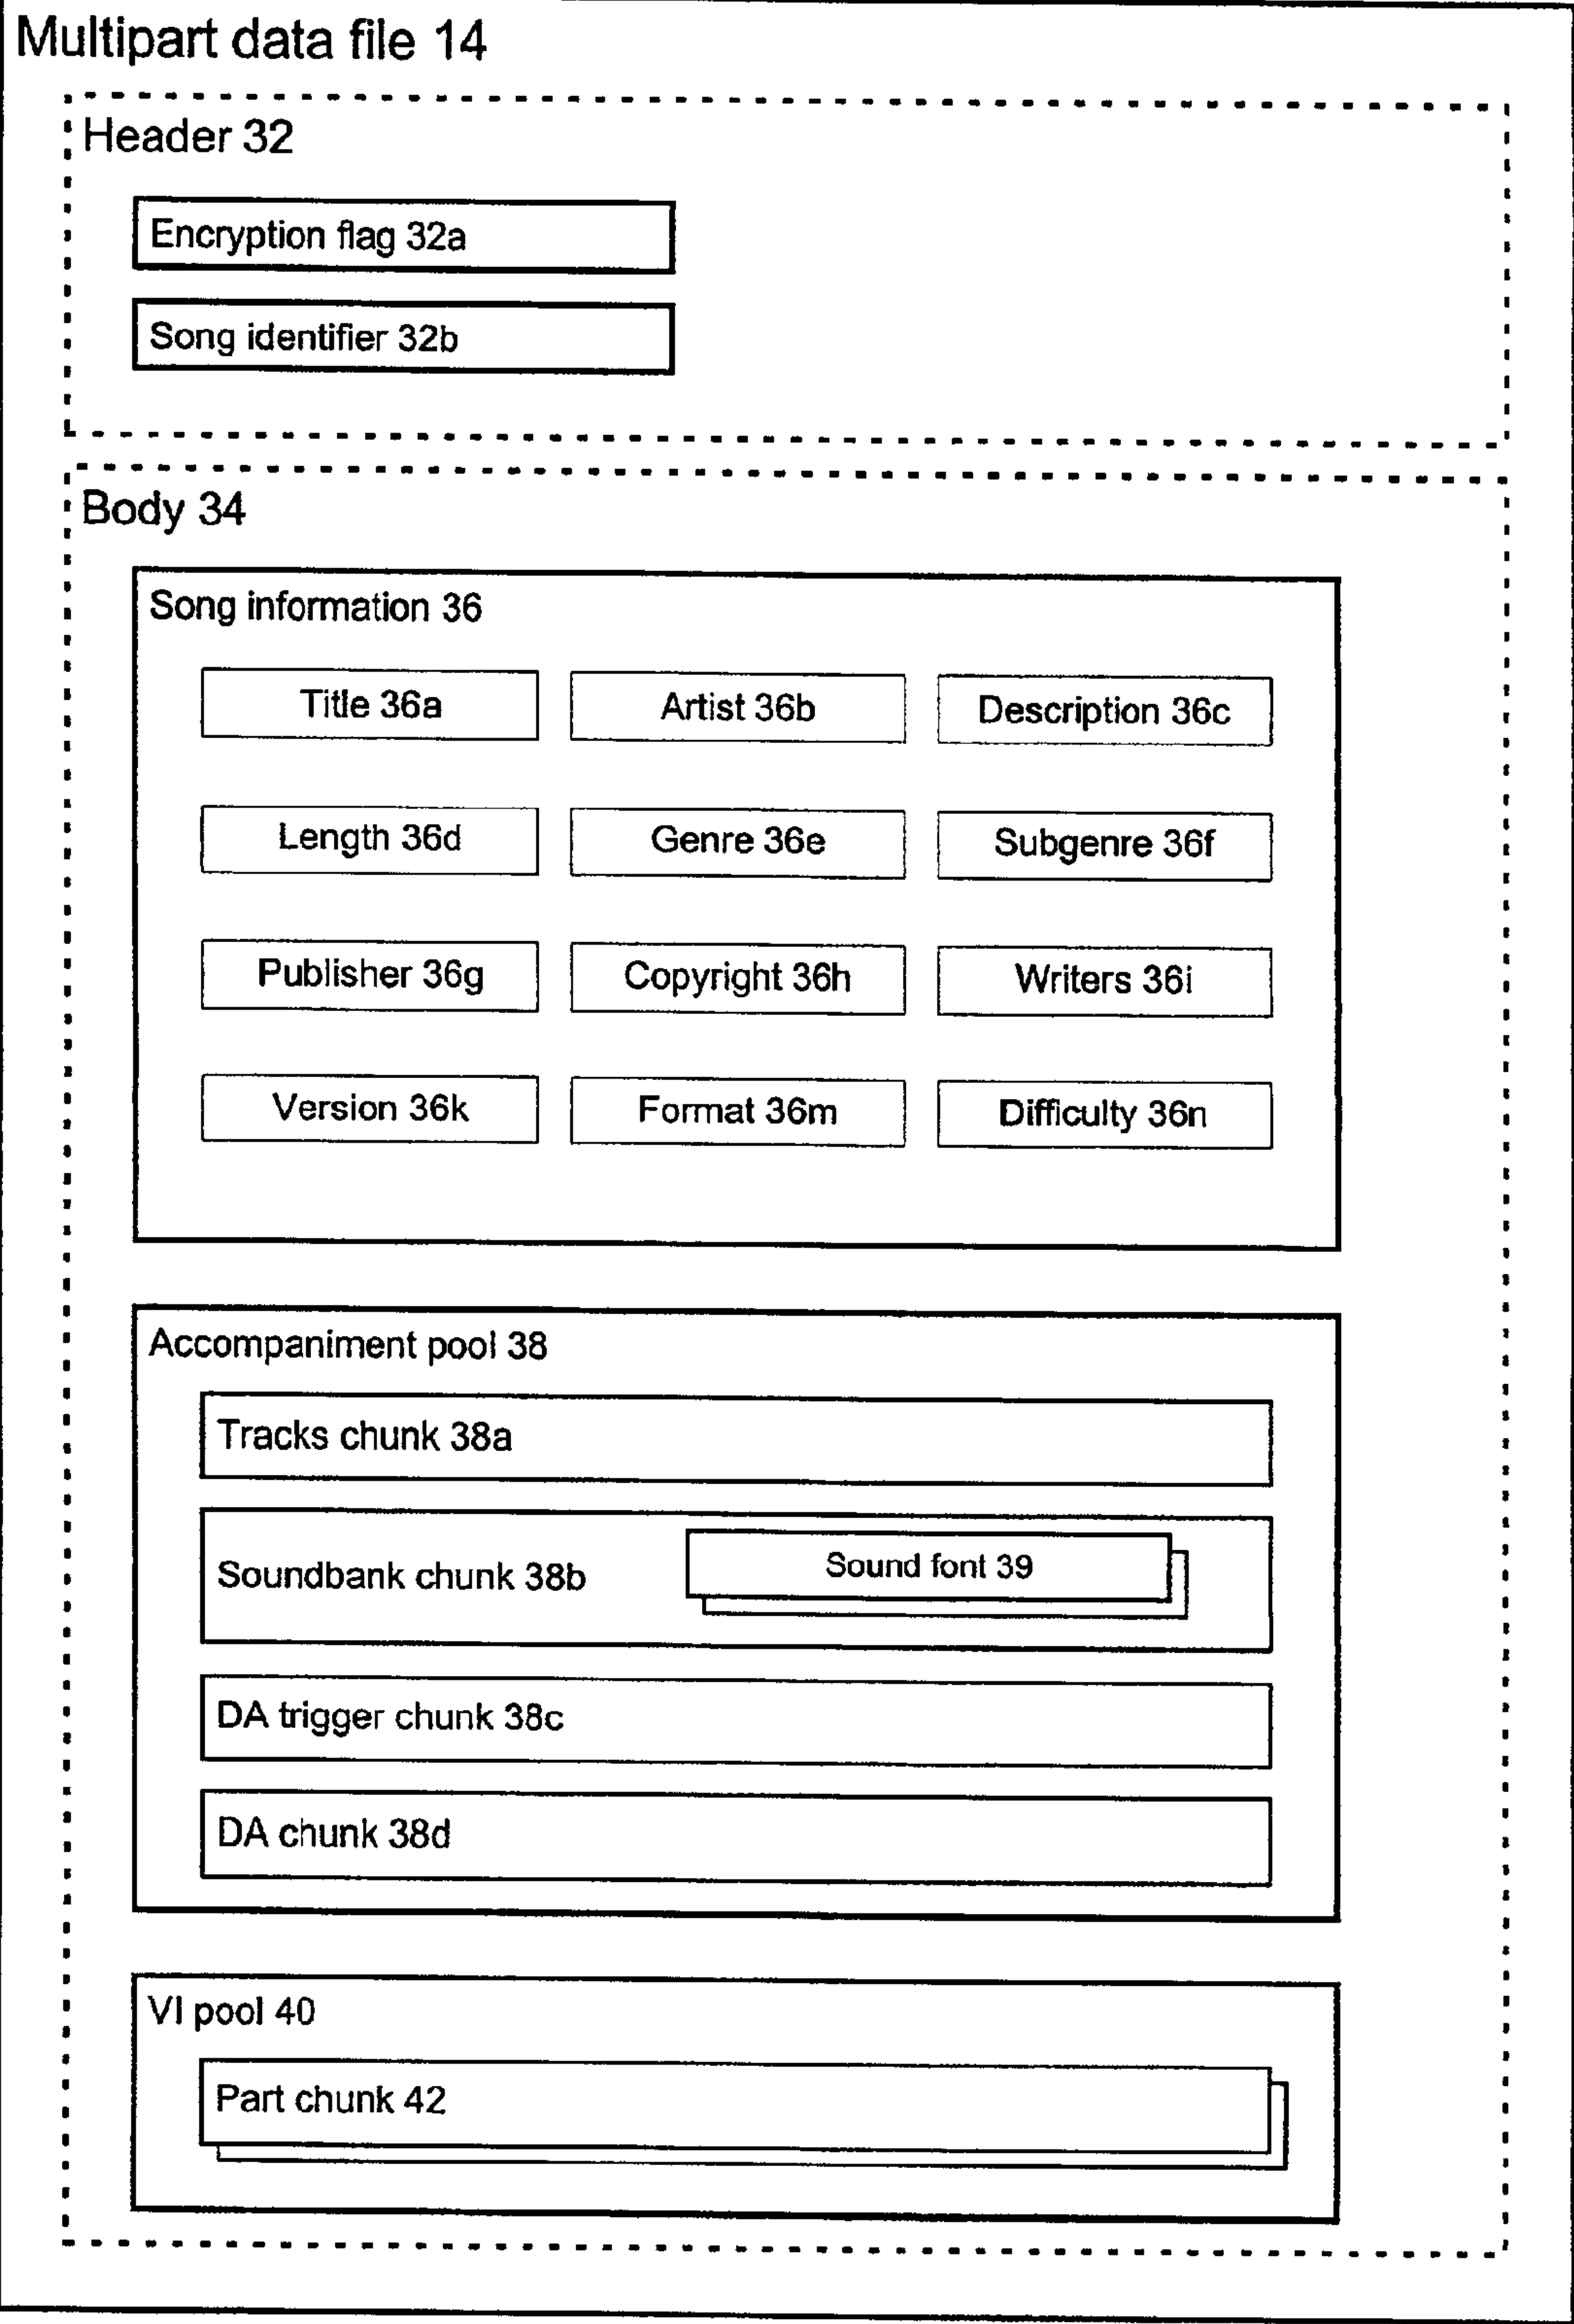 Multipart data file 14
Header 32
Encryption flag 32a
Song identifier 32b
Body 34
Song information 36
Title 36a
Artist 36b
Description 36c
Length 36d
Genre 36e
Subgenre 36f
Publisher 36g
Copyright 36h
Writers 36i
Version 36k
Format 36m
Difficulty 36n
Accompaniment pool 38
Tracks chunk 38a
Soundbank chunk 38b
Sound font 39
DA trigger chunk 38c
DA chunk 38d
VI pool 40
Part chunk 42